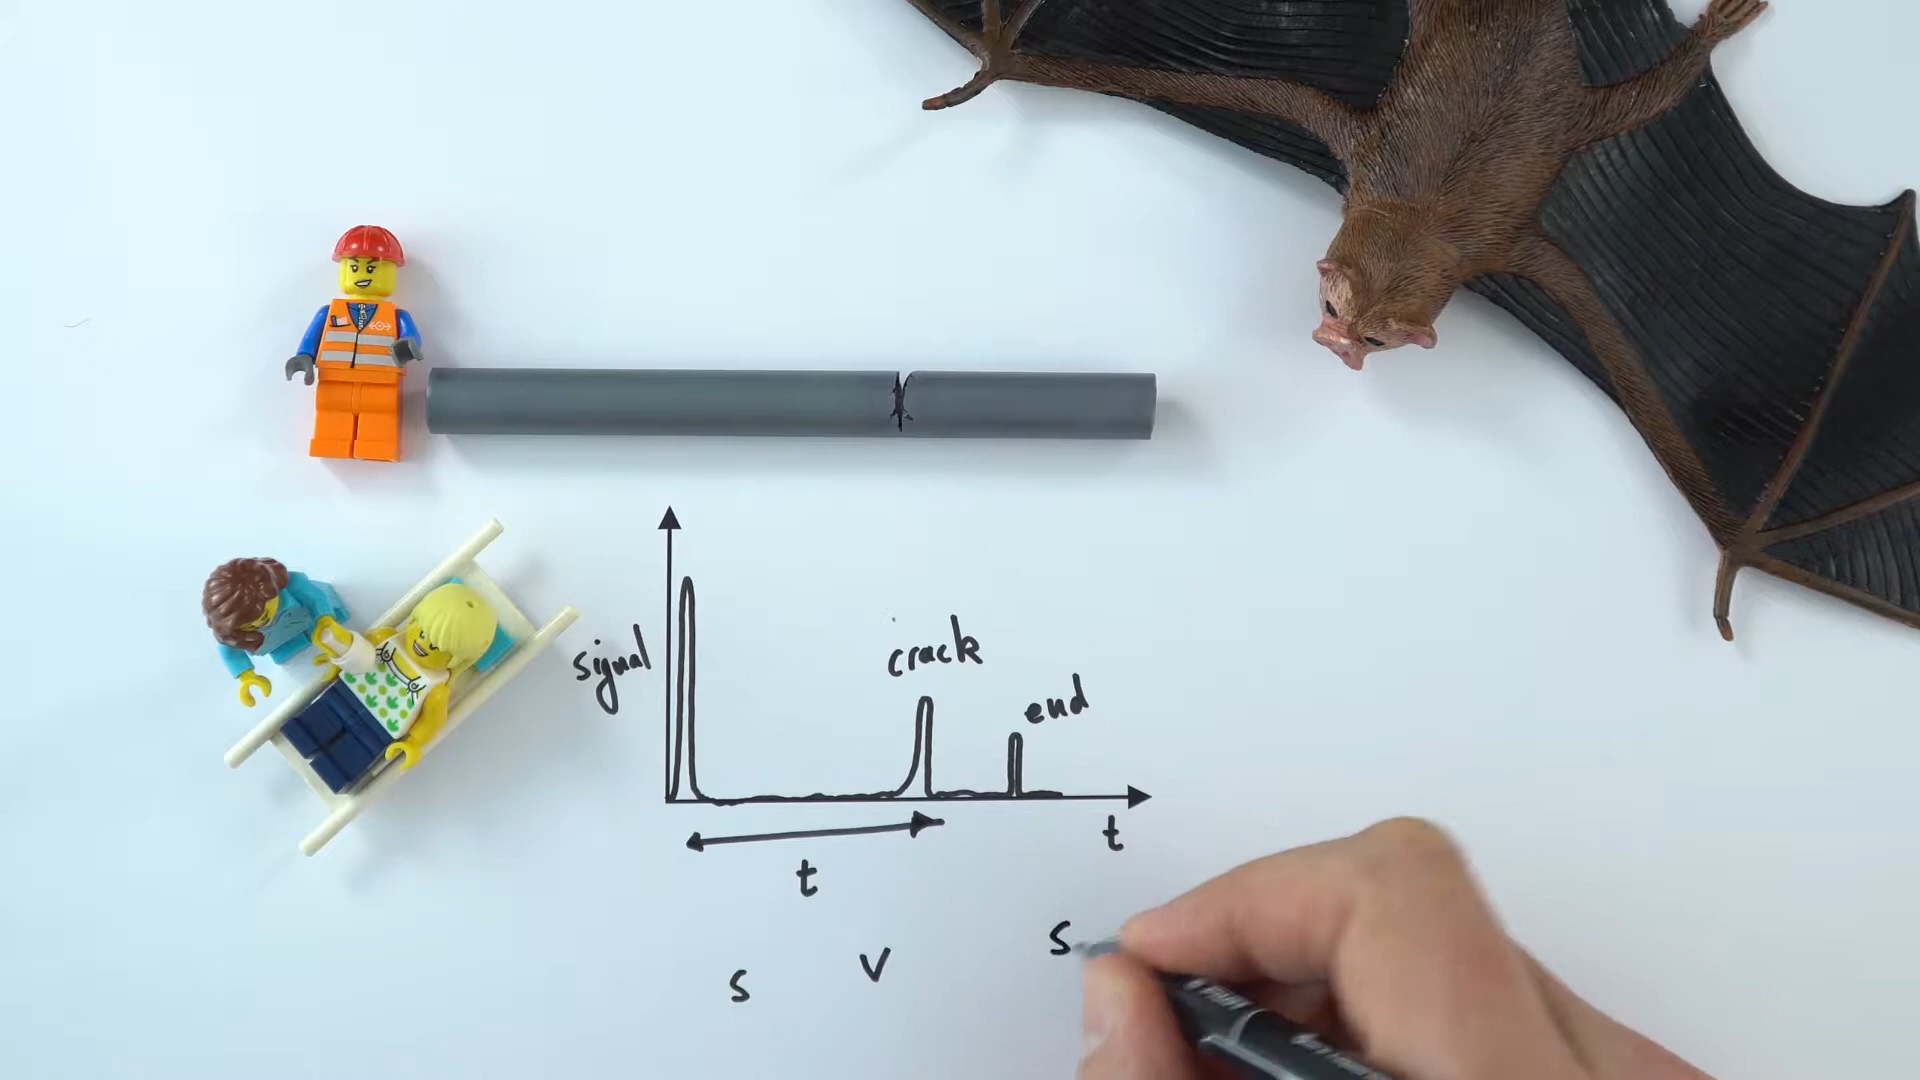 signal
crack
end
t
t
s v s